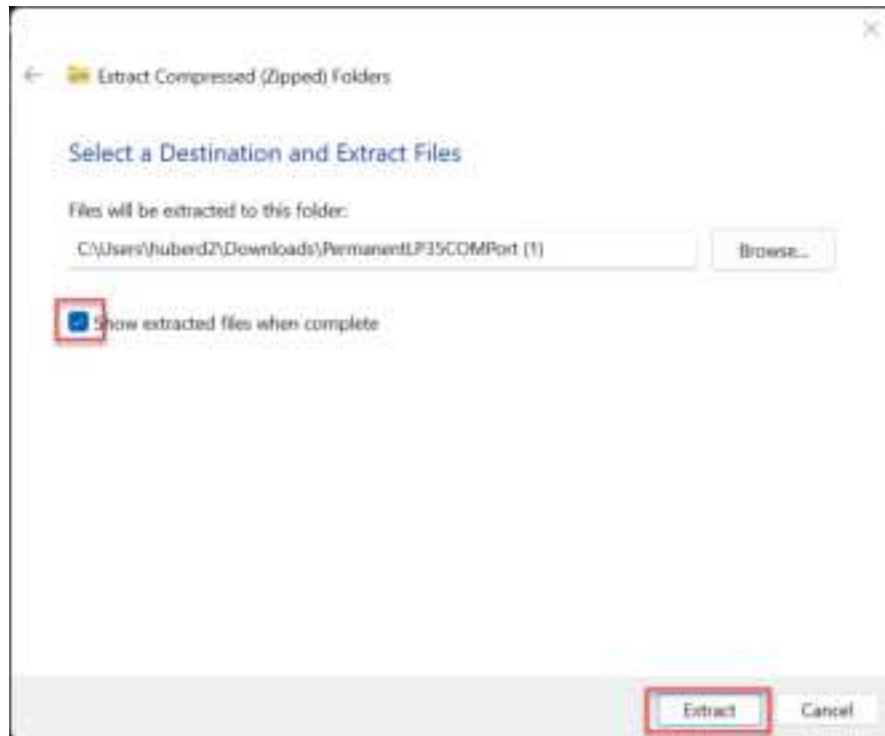 Extract Compressed (Zipped) Folders
Select a Destination and Extract Files
Files will be extracted to this folder:
C:\Users\huberd2\Downloads\PermanentLP35COMPort (1)
Browse...
Show extracted files when complete
Extract
Cancel